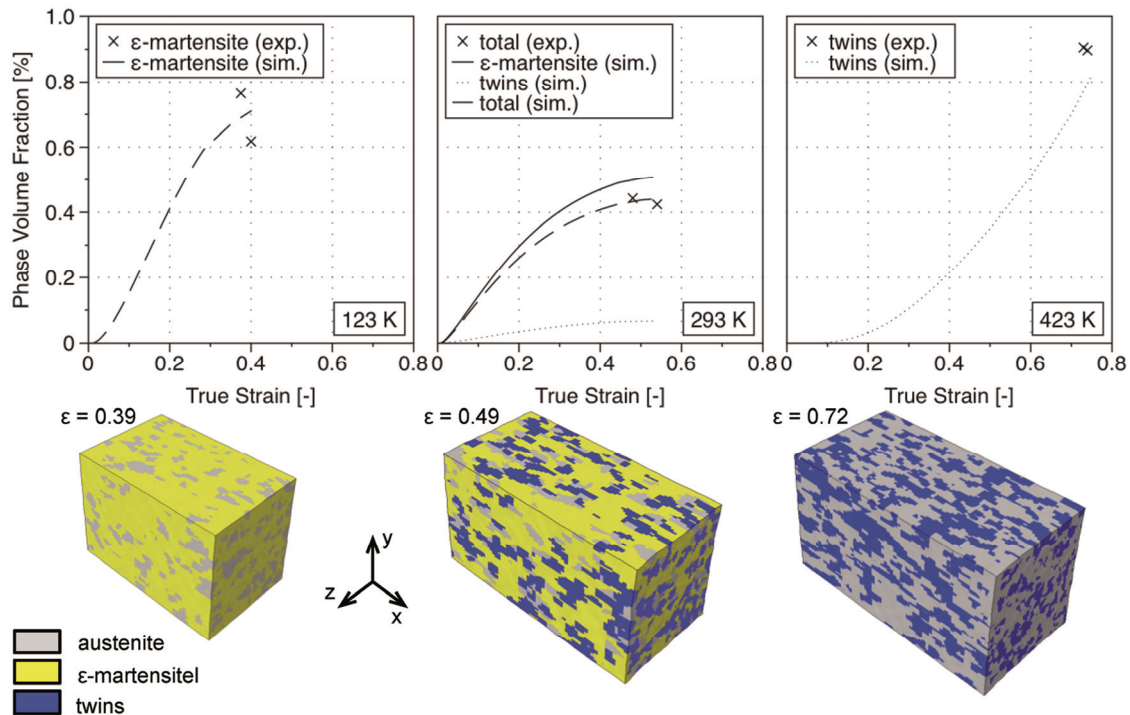 Phase Volume Fraction [%]
1.0
0.8
0.6
0.4
0.2
0
× ε-martensite (exp.)
ε-martensite (sim.)
123 K
0 0.2 0.4 0.6 0.8
True Strain [-]
× total (exp.)
ε-martensite (sim.)
twins (sim.)
total (sim.)
293 K
0 0.2 0.4 0.6 0.8
True Strain [-]
× twins (exp.)
twins (sim.)
423 K
0 0.2 0.4 0.6 0.8
True Strain [-]
ε = 0.39
ε = 0.49
ε = 0.72
y
z
x
austenite
ε-martensitel
twins